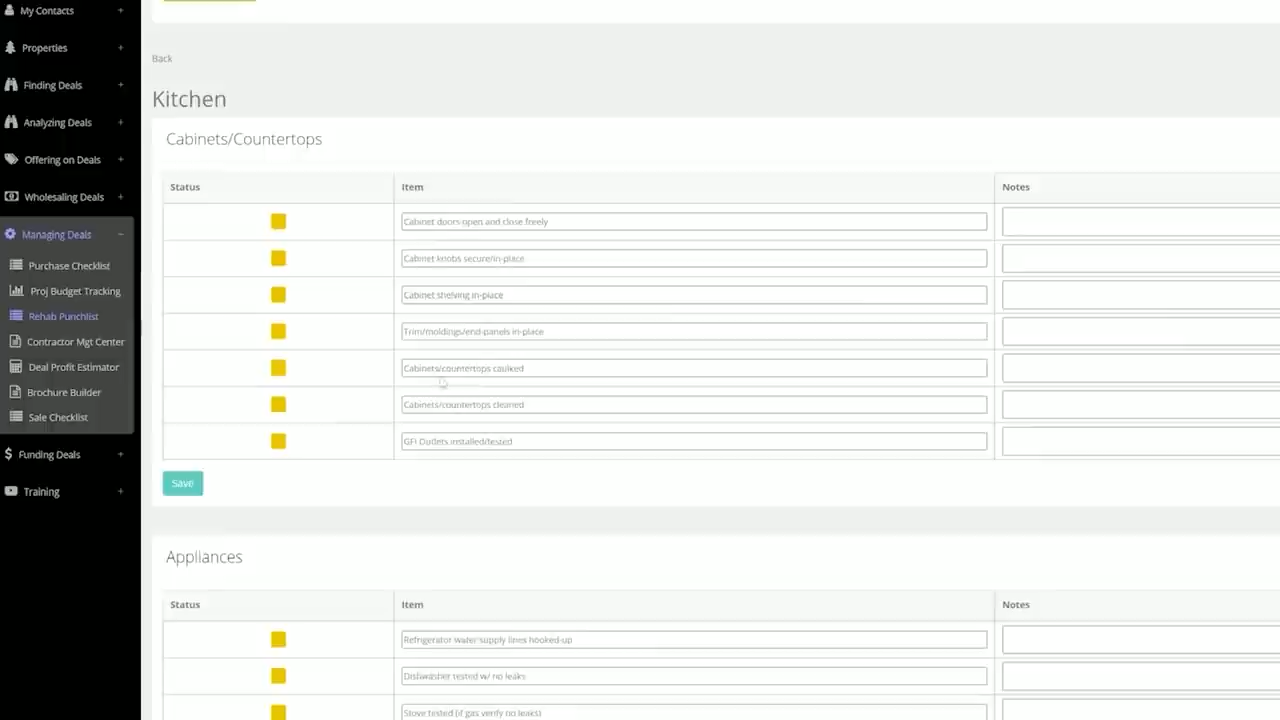 My Contacts +
Properties +
Finding Deals +
Analyzing Deals +
Offering on Deals +
Wholesaling Deals +
Managing Deals −
Purchase Checklist
Proj Budget Tracking
Rehab Punchlist
Contractor Mgt Center
Deal Profit Estimator
Brochure Builder
Sale Checklist
Funding Deals +
Training +
Back
Kitchen
Cabinets/Countertops
Status Item Notes
Cabinet doors open and close freely
Cabinet knobs secure/in-place
Cabinet shelving in-place
Trim/moldings/end-panels in-place
Cabinets/countertops caulked
Cabinets/countertops cleaned
GFI Outlets installed/tested
Save
Appliances
Status Item Notes
Refrigerator water supply lines hooked-up
Dishwasher tested w/ no leaks
Stove tested (if gas verify no leaks)